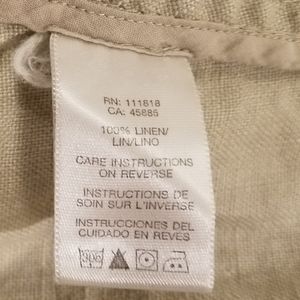 RN: 111818
CA: 45885
100% LINEN/
LIN/LINO
CARE INSTRUCTIONS
ON REVERSE
INSTRUCTIONS DE
SOIN SUR L'INVERSE
INSTRUCCIONES DEL
CUIDADO EN REVES